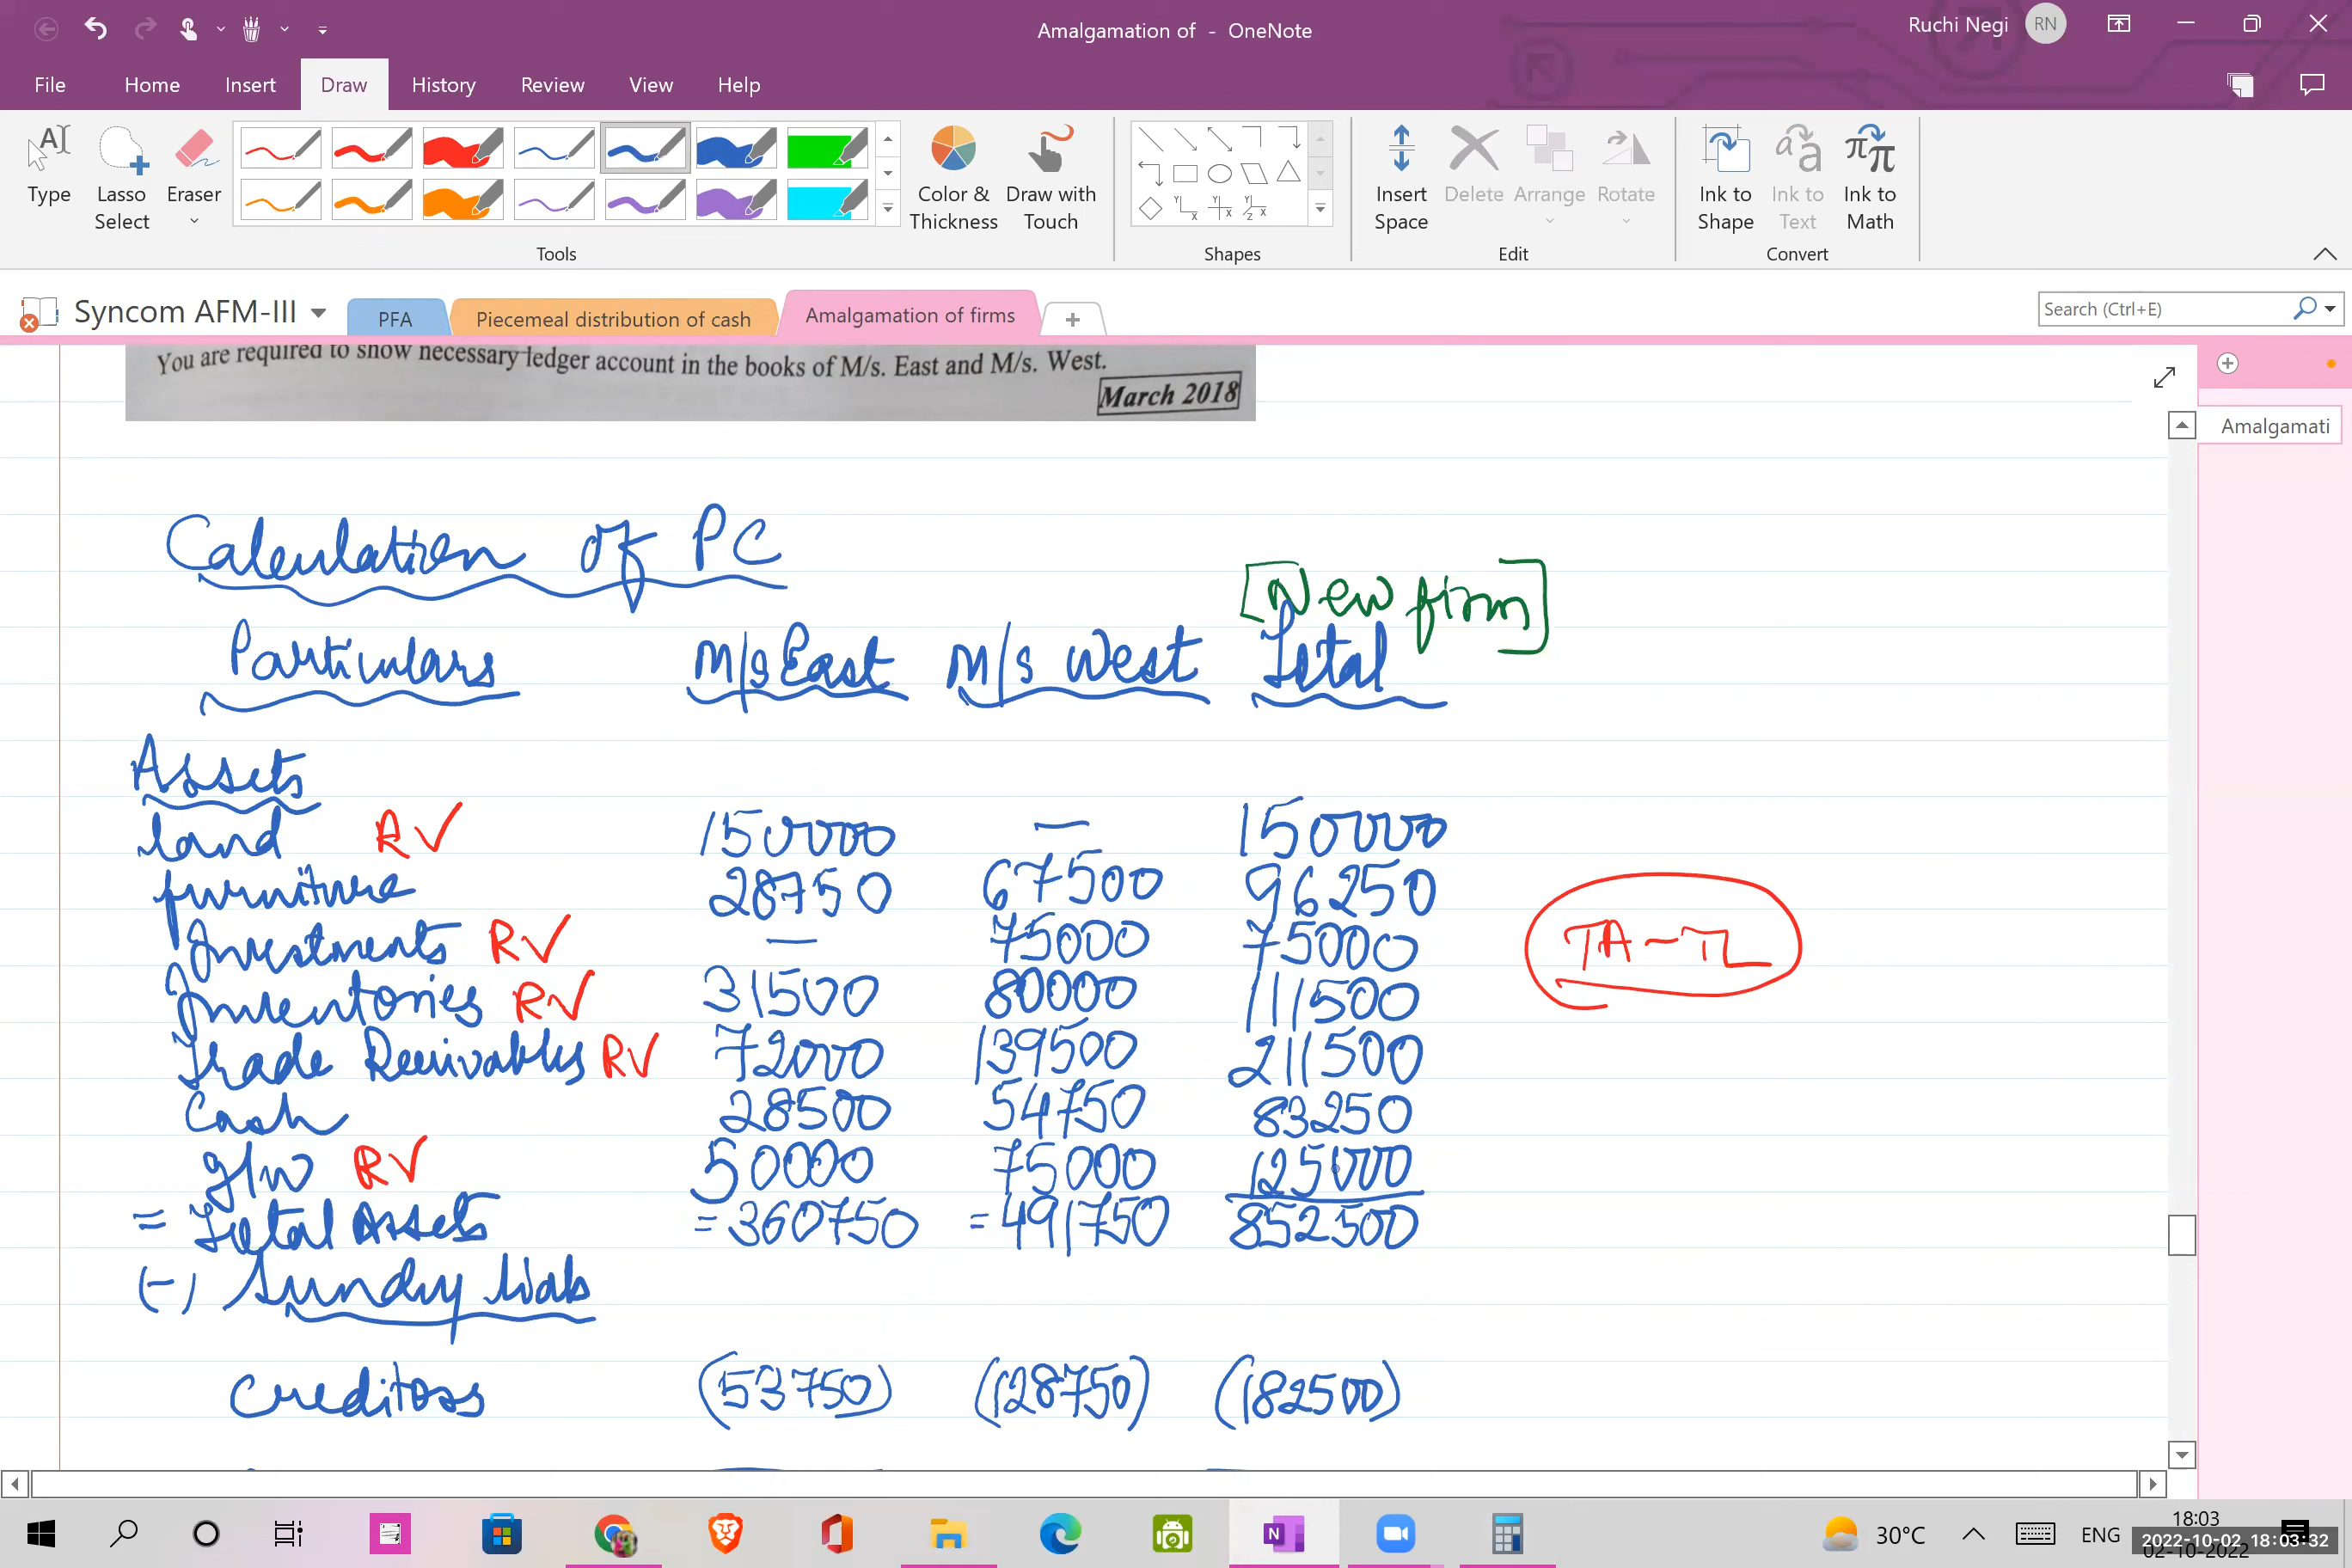 Amalgamation of - OneNote
Ruchi Negi RN
File Home Insert Draw History Review View Help
Type
Lasso Select
Eraser
Color & Thickness
Draw with Touch
Insert Space
Delete
Arrange
Rotate
Ink to Shape
Ink to Text
Ink to Math
Tools Shapes Edit Convert
Syncom AFM-III PFA Piecemeal distribution of cash Amalgamation of firms +
Search (Ctrl+E)
Amalgamati
You are required to show necessary ledger account in the books of M/s. East and M/s. West.
March 2018
Calculation of PC
[New firm]
Particulars M/s East M/s West Total
Assets
land RV 150000 — 150000
furniture 28750 67500 96250
Investments RV — 75000 75000
TA - TL
Inventories RV 31500 80000 111500
Trade Receivables RV 72000 139500 211500
Cash 28500 54750 83250
g/w RV 50000 75000 125000
= Total Assets = 360750 = 491750 852500
(-) Sundry liabs
Creditors (53750) (128750) (182500)
30°C ENG
18:03
02-10-2022
2022-10-02 18:03:32